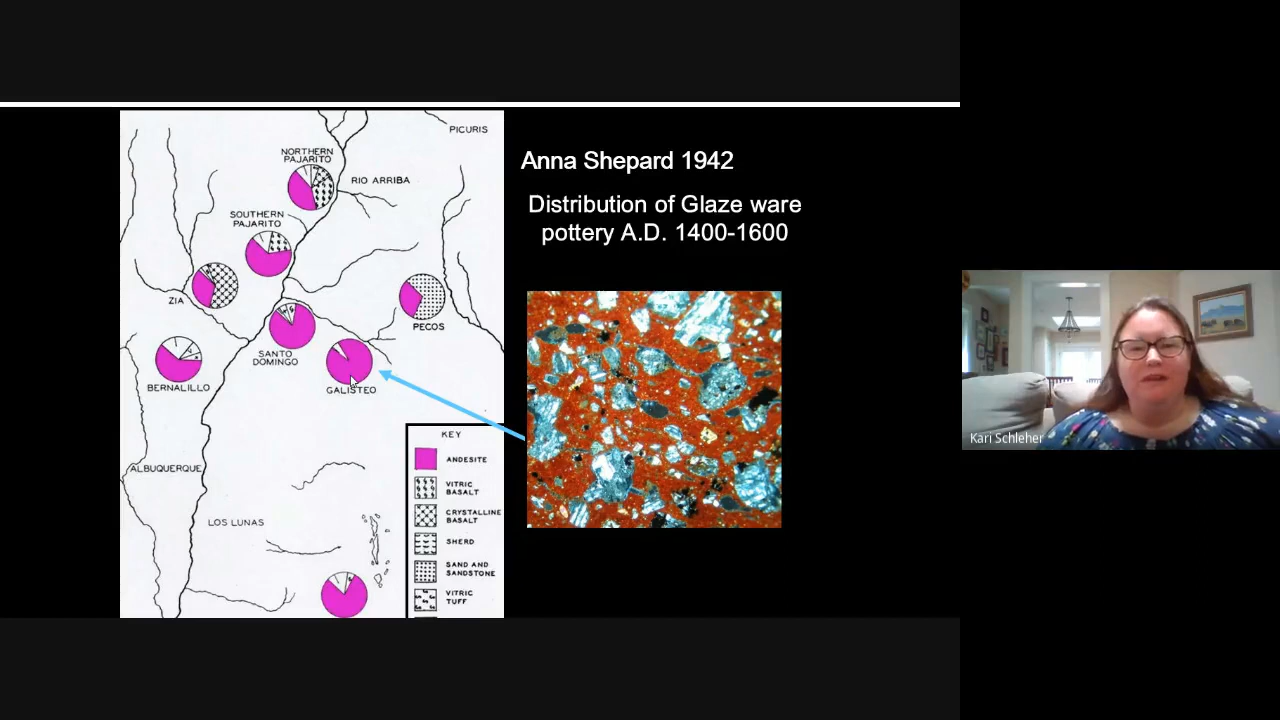 PICURIS
NORTHERN
PAJARITO
RIO ARRIBA
SOUTHERN
PAJARITO
ZIA
PECOS
SANTO
DOMINGO
BERNALILLO
GALISTEO
ALBUQUERQUE
LOS LUNAS
KEY
ANDESITE
VITRIC
BASALT
CRYSTALLINE
BASALT
SHERD
SAND AND
SANDSTONE
VITRIC
TUFF
Anna Shepard 1942
Distribution of Glaze ware
pottery A.D. 1400-1600
Kari Schleher